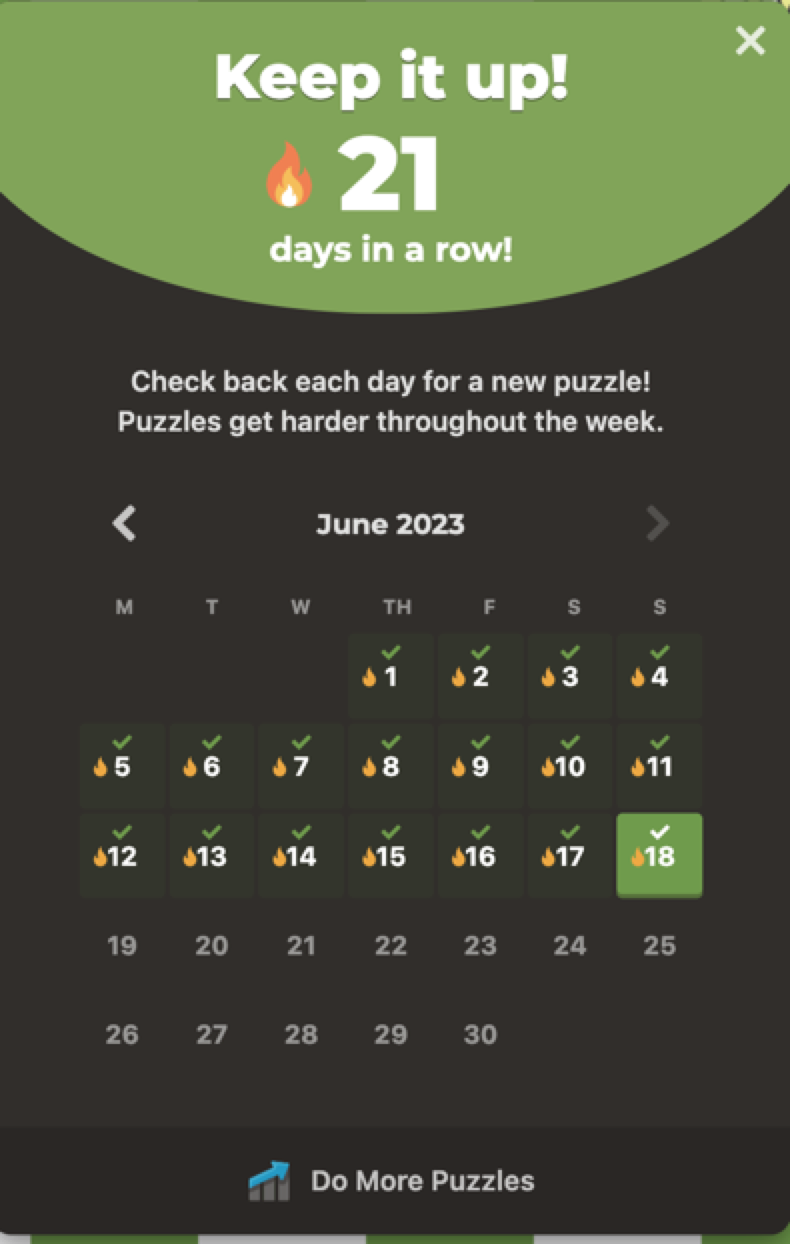 Keep it up!
21
days in a row!
Check back each day for a new puzzle!
Puzzles get harder throughout the week.
June 2023
M T W TH F S S
1 2 3 4
5 6 7 8 9 10 11
12 13 14 15 16 17 18
19 20 21 22 23 24 25
26 27 28 29 30
Do More Puzzles